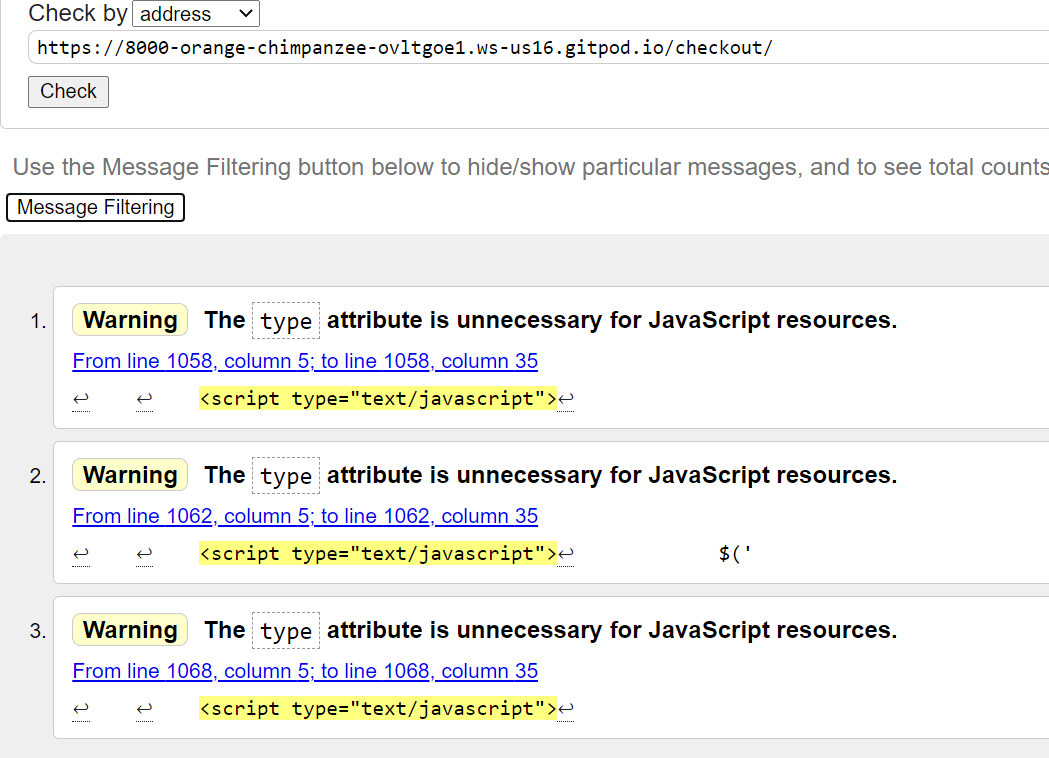 Check by address
https://8000-orange-chimpanzee-ovltgoe1.ws-us16.gitpod.io/checkout/
Check
Use the Message Filtering button below to hide/show particular messages, and to see total counts
Message Filtering
1. Warning The type attribute is unnecessary for JavaScript resources.
From line 1058, column 5; to line 1058, column 35
↩ ↩ <script type="text/javascript">↩
2. Warning The type attribute is unnecessary for JavaScript resources.
From line 1062, column 5; to line 1062, column 35
↩ ↩ <script type="text/javascript">↩ $('
3. Warning The type attribute is unnecessary for JavaScript resources.
From line 1068, column 5; to line 1068, column 35
↩ ↩ <script type="text/javascript">↩